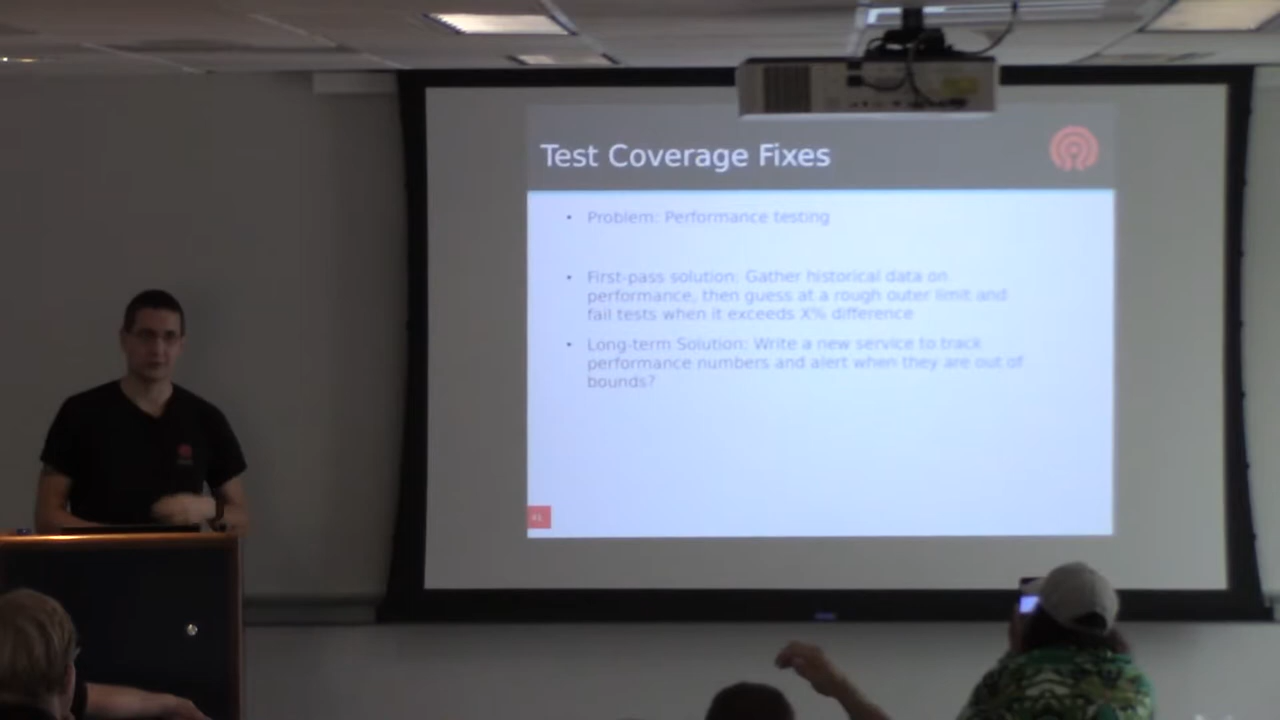 Test Coverage Fixes
• Problem: Performance testing
• First-pass solution: Gather historical data on
performance, then guess at a rough outer limit and
fail tests when it exceeds X% difference
• Long-term Solution: Write a new service to track
performance numbers and alert when they are out of
bounds?